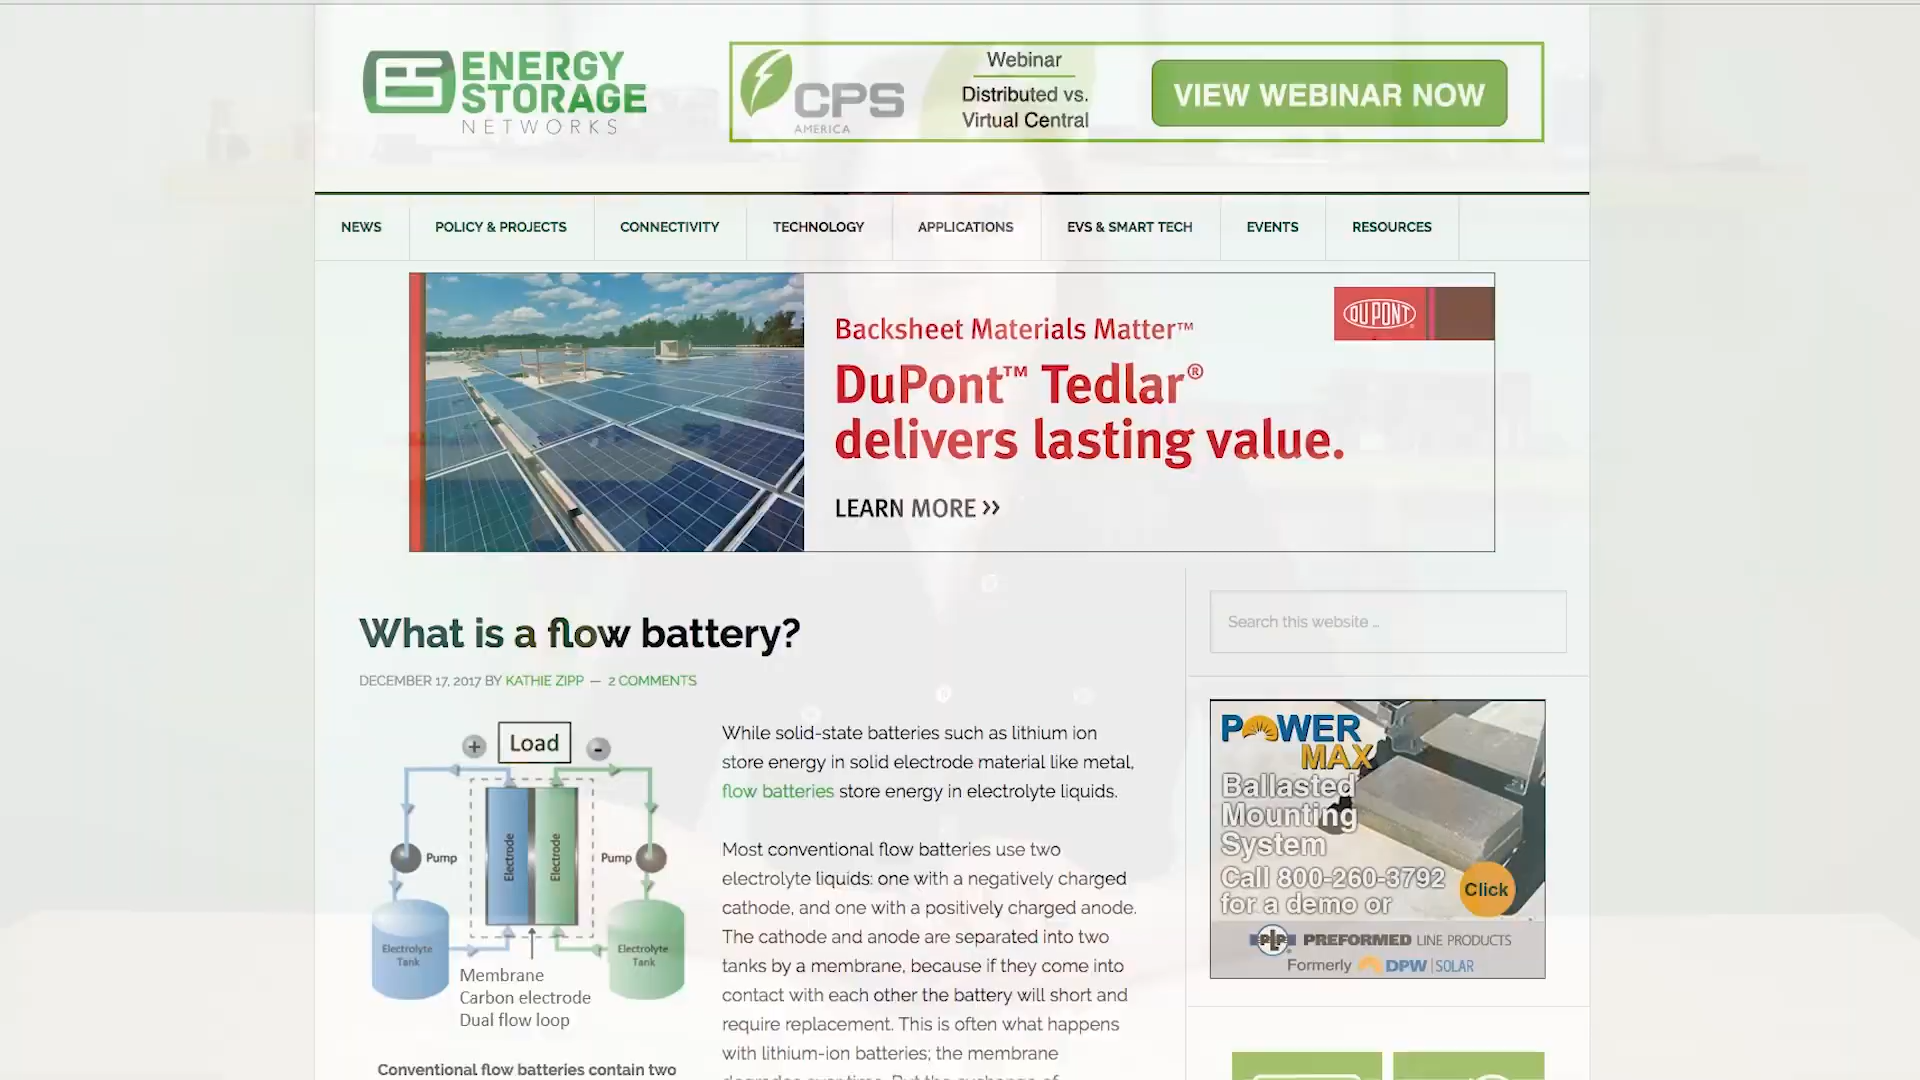 ENERGY
STORAGE
NETWORKS
CPS
AMERICA
Webinar
Distributed vs.
Virtual Central
VIEW WEBINAR NOW
NEWS
POLICY & PROJECTS
CONNECTIVITY
TECHNOLOGY
APPLICATIONS
EVS & SMART TECH
EVENTS
RESOURCES
Backsheet Materials Matter™
DuPont™ Tedlar®
delivers lasting value.
LEARN MORE >>
DUPONT
What is a flow battery?
DECEMBER 17, 2017 BY KATHIE ZIPP — 2 COMMENTS
+
Load
-
Pump
Electrode
Electrode
Pump
Electrolyte
Tank
Electrolyte
Tank
Membrane
Carbon electrode
Dual flow loop
Conventional flow batteries contain two
While solid-state batteries such as lithium ion
store energy in solid electrode material like metal,
flow batteries store energy in electrolyte liquids.
Most conventional flow batteries use two
electrolyte liquids: one with a negatively charged
cathode, and one with a positively charged anode.
The cathode and anode are separated into two
tanks by a membrane, because if they come into
contact with each other the battery will short and
require replacement. This is often what happens
with lithium-ion batteries; the membrane
Search this website …
POWER
MAX
Ballasted
Mounting
System
Call 800-260-3792
for a demo or
Click
PLP PREFORMED LINE PRODUCTS
Formerly DPW SOLAR